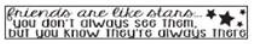 friends are like stars...
you don't always see them,
but you know they're always there